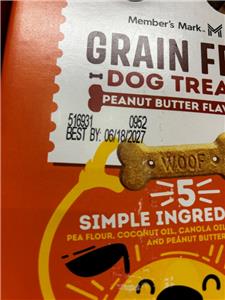 Member's Mark™ M
GRAIN F
DOG TREA
PEANUT BUTTER FLAV
516931 0952
BEST BY: 06/18/2027
WOOF
5
SIMPLE INGRED
PEA FLOUR, COCONUT OIL, CANOLA OIL
AND PEANUT BUTTER